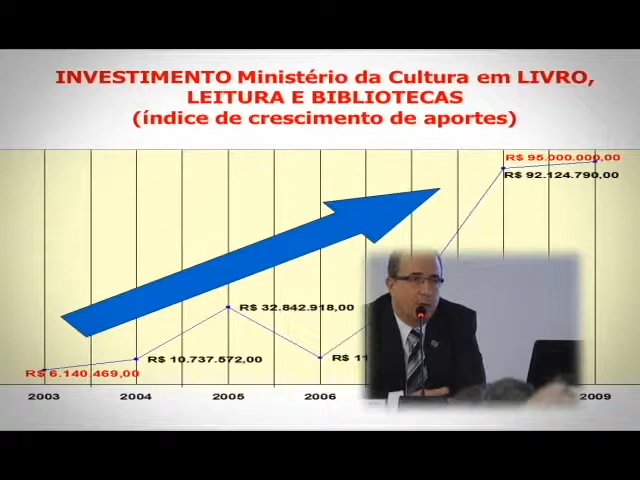 INVESTIMENTO Ministério da Cultura em LIVRO,
LEITURA E BIBLIOTECAS
(índice de crescimento de aportes)
R$ 95.000.000,00
R$ 92.124.790,00
R$ 32.842.918,00
R$ 10.737.572,00
R$ 11
R$ 6.140.469,00
2003 2004 2005 2006 2009